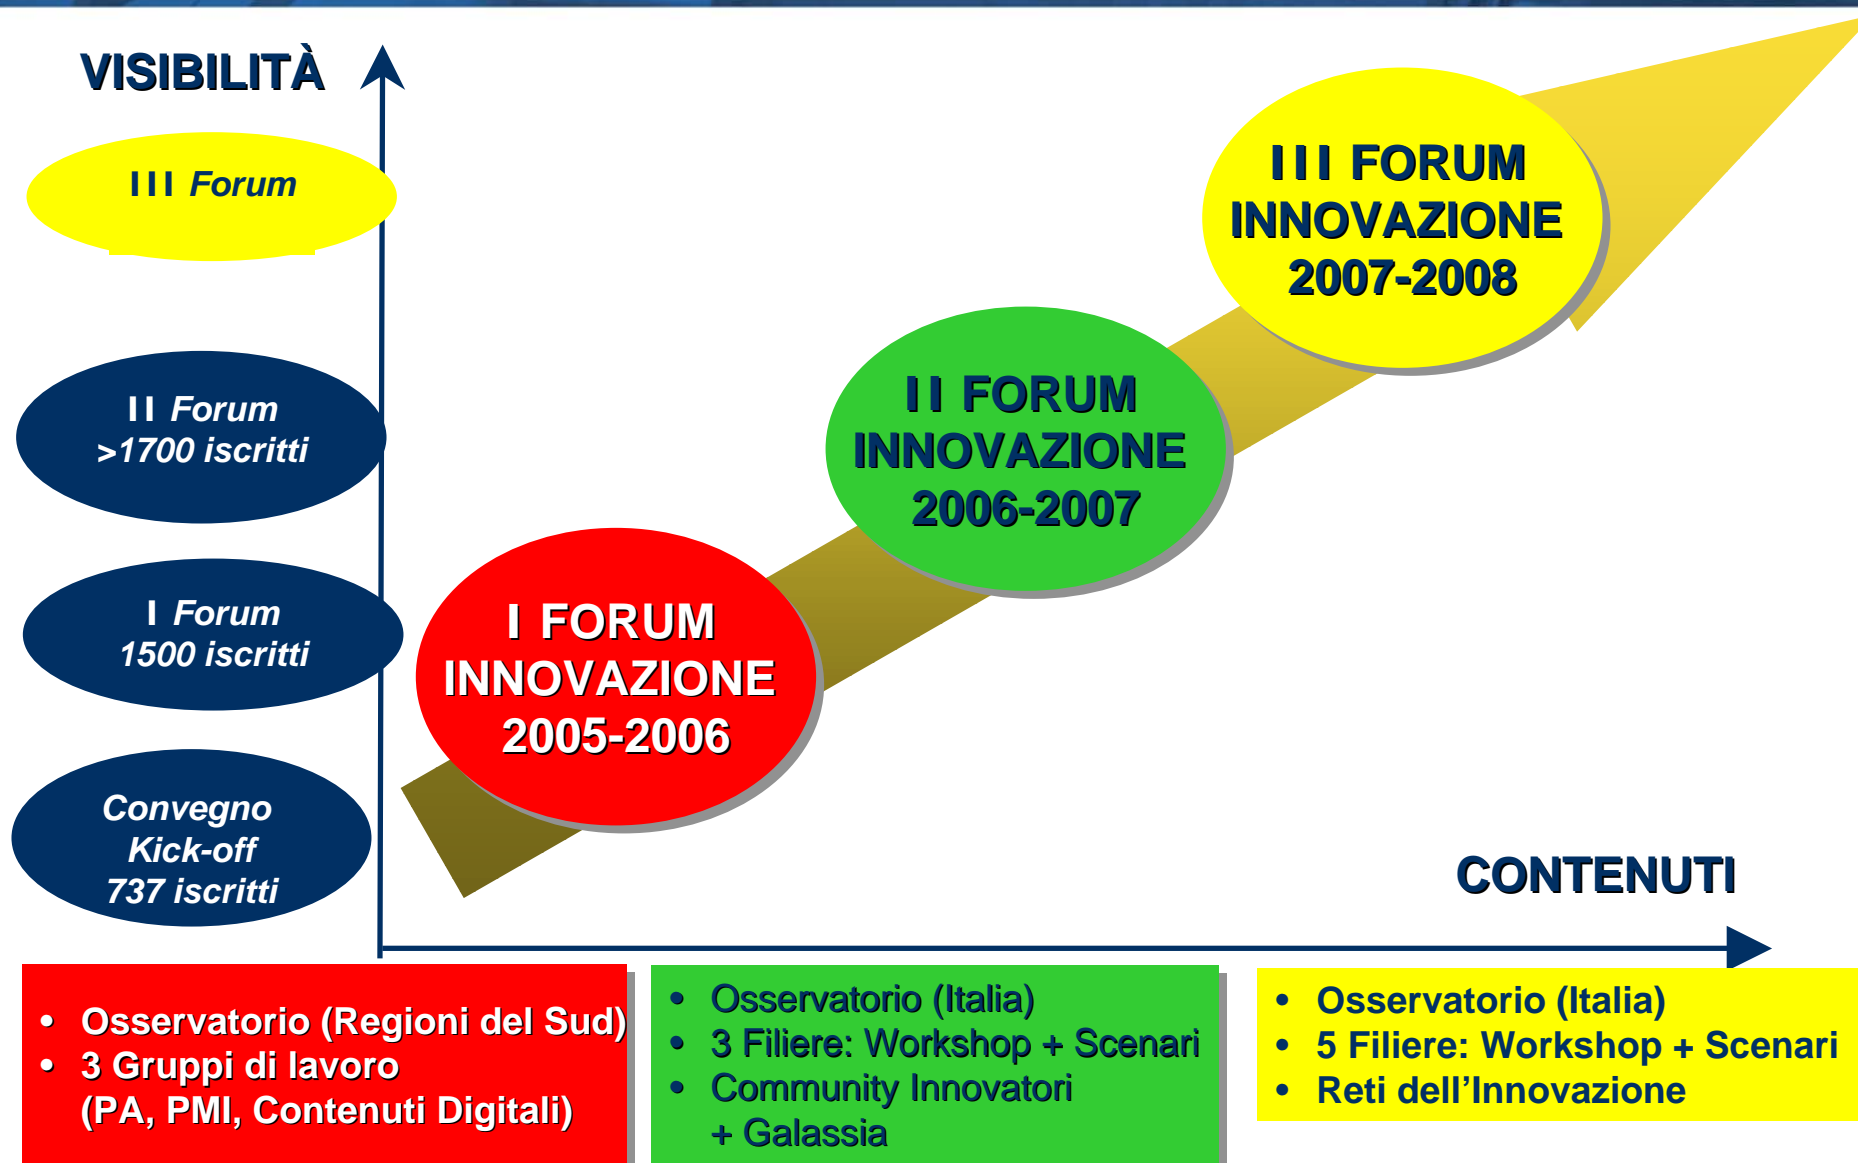 VISIBILITÀ
III Forum
II Forum
>1700 iscritti
I Forum
1500 iscritti
Convegno
Kick-off
737 iscritti
III FORUM
INNOVAZIONE
2007-2008
II FORUM
INNOVAZIONE
2006-2007
I FORUM
INNOVAZIONE
2005-2006
CONTENUTI
• Osservatorio (Regioni del Sud)
• 3 Gruppi di lavoro
(PA, PMI, Contenuti Digitali)
• Osservatorio (Italia)
• 3 Filiere: Workshop + Scenari
• Community Innovatori
+ Galassia
• Osservatorio (Italia)
• 5 Filiere: Workshop + Scenari
• Reti dell’Innovazione